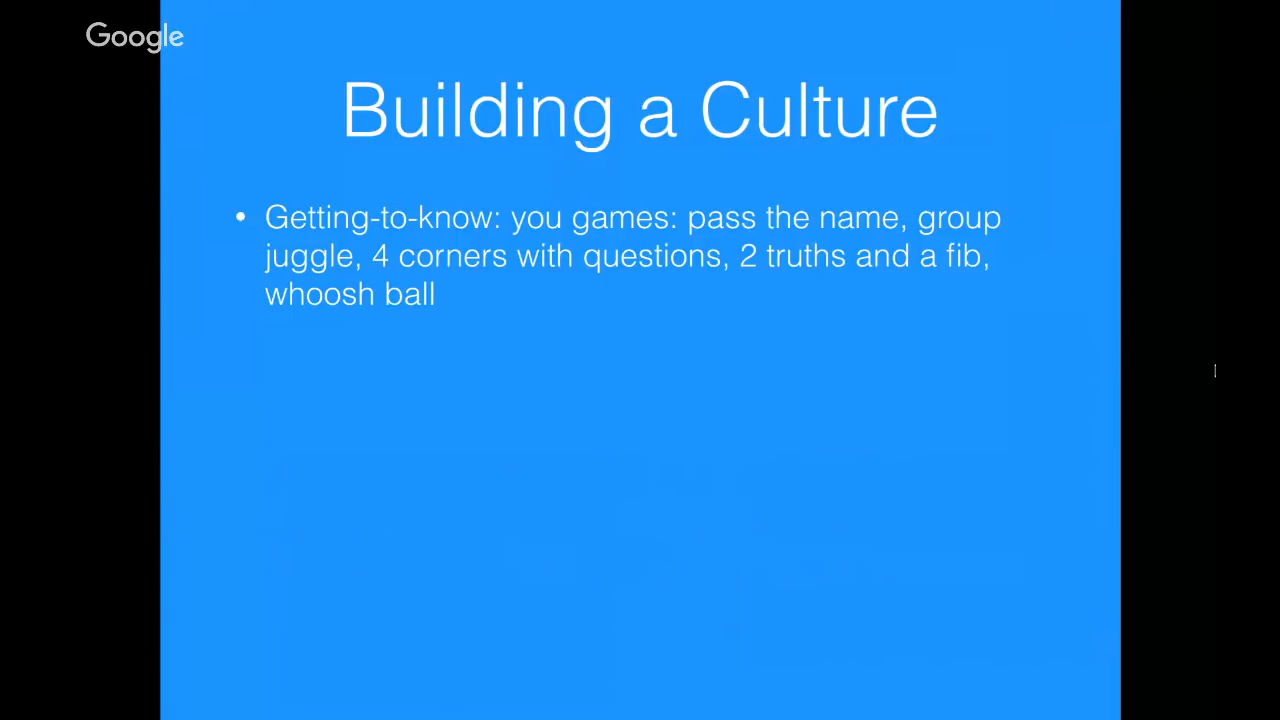 Google
Building a Culture
• Getting-to-know: you games: pass the name, group
juggle, 4 corners with questions, 2 truths and a fib,
whoosh ball